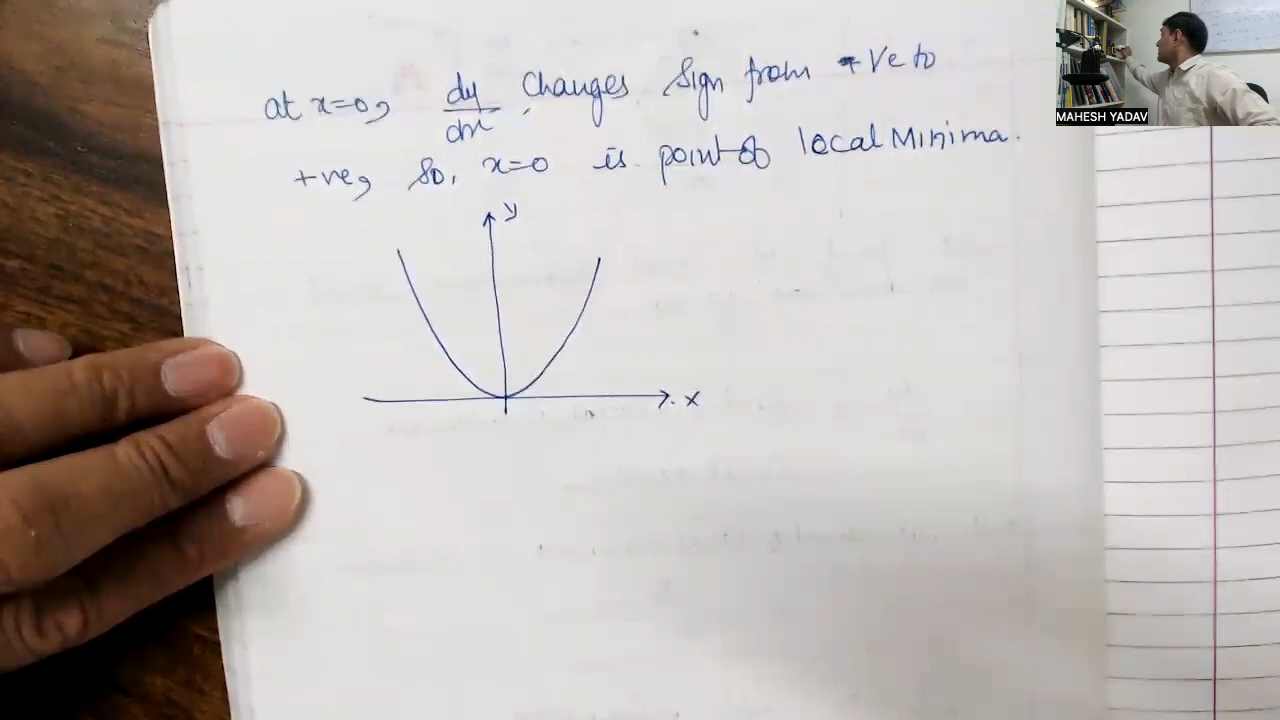 at x=0, dy/dx changes sign from -ve to
+ve, so, x=0 is point of local Minima.
y
x
MAHESH YADAV